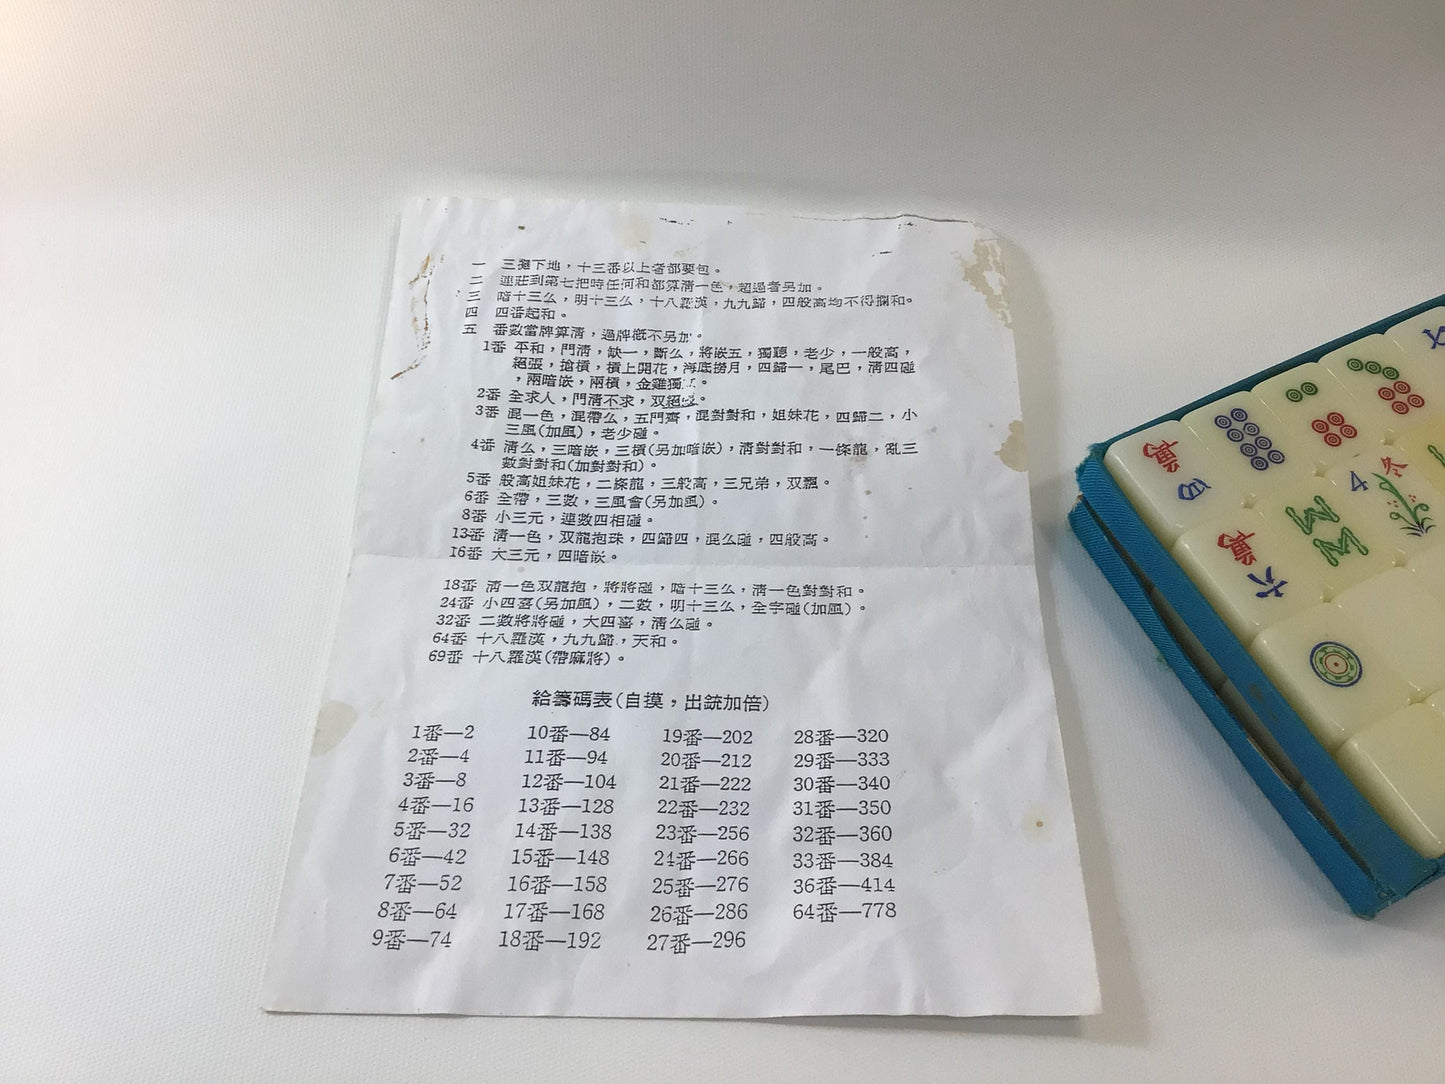 一 三攤下地，十三番以上者都要包。
二 連莊到第七把時任何和都算清一色，超過者另加。
三 暗十三么，明十三么，十八羅漢，九九歸，四般高均不得攔和。
四 四番起和。
五 番數當牌算清，過牌概不另加。
1番 平和，門清，缺一，斷么，將嵌五，獨聽，老少，一般高，
絕張，搶槓，槓上開花，海底撈月，四歸一，尾巴，清四碰
，兩暗嵌，兩槓，金雞獨立。
2番 全求人，門清不求，双絕張。
3番 混一色，混帶么，五門齊，混對對和，姐妹花，四歸二，小
三風(加風)，老少碰。
4番 清么，三暗嵌，三槓(另加暗嵌)，清對對和，一條龍，亂三
數對對和(加對對和)。
5番 般高姐妹花，二條龍，三般高，三兄弟，双飄。
6番 全帶，三數，三風會(另加風)。
8番 小三元，連數四相碰。
13番 清一色，双龍抱珠，四歸四，混么碰，四般高。
16番 大三元，四暗嵌。
18番 清一色双龍抱，將將碰，暗十三么，清一色對對和。
24番 小四喜(另加風)，二數，明十三么，全字碰(加風)。
32番 二數將將碰，大四喜，清么碰。
64番 十八羅漢，九九歸，天和。
69番 十八羅漢(帶麻將)。
給籌碼表(自摸，出銃加倍)
1番—2 10番—84 19番—202 28番—320
2番—4 11番—94 20番—212 29番—333
3番—8 12番—104 21番—222 30番—340
4番—16 13番—128 22番—232 31番—350
5番—32 14番—138 23番—256 32番—360
6番—42 15番—148 24番—266 33番—384
7番—52 16番—158 25番—276 36番—414
8番—64 17番—168 26番—286 64番—778
9番—74 18番—192 27番—296
萬 四
萬 六
4 冬